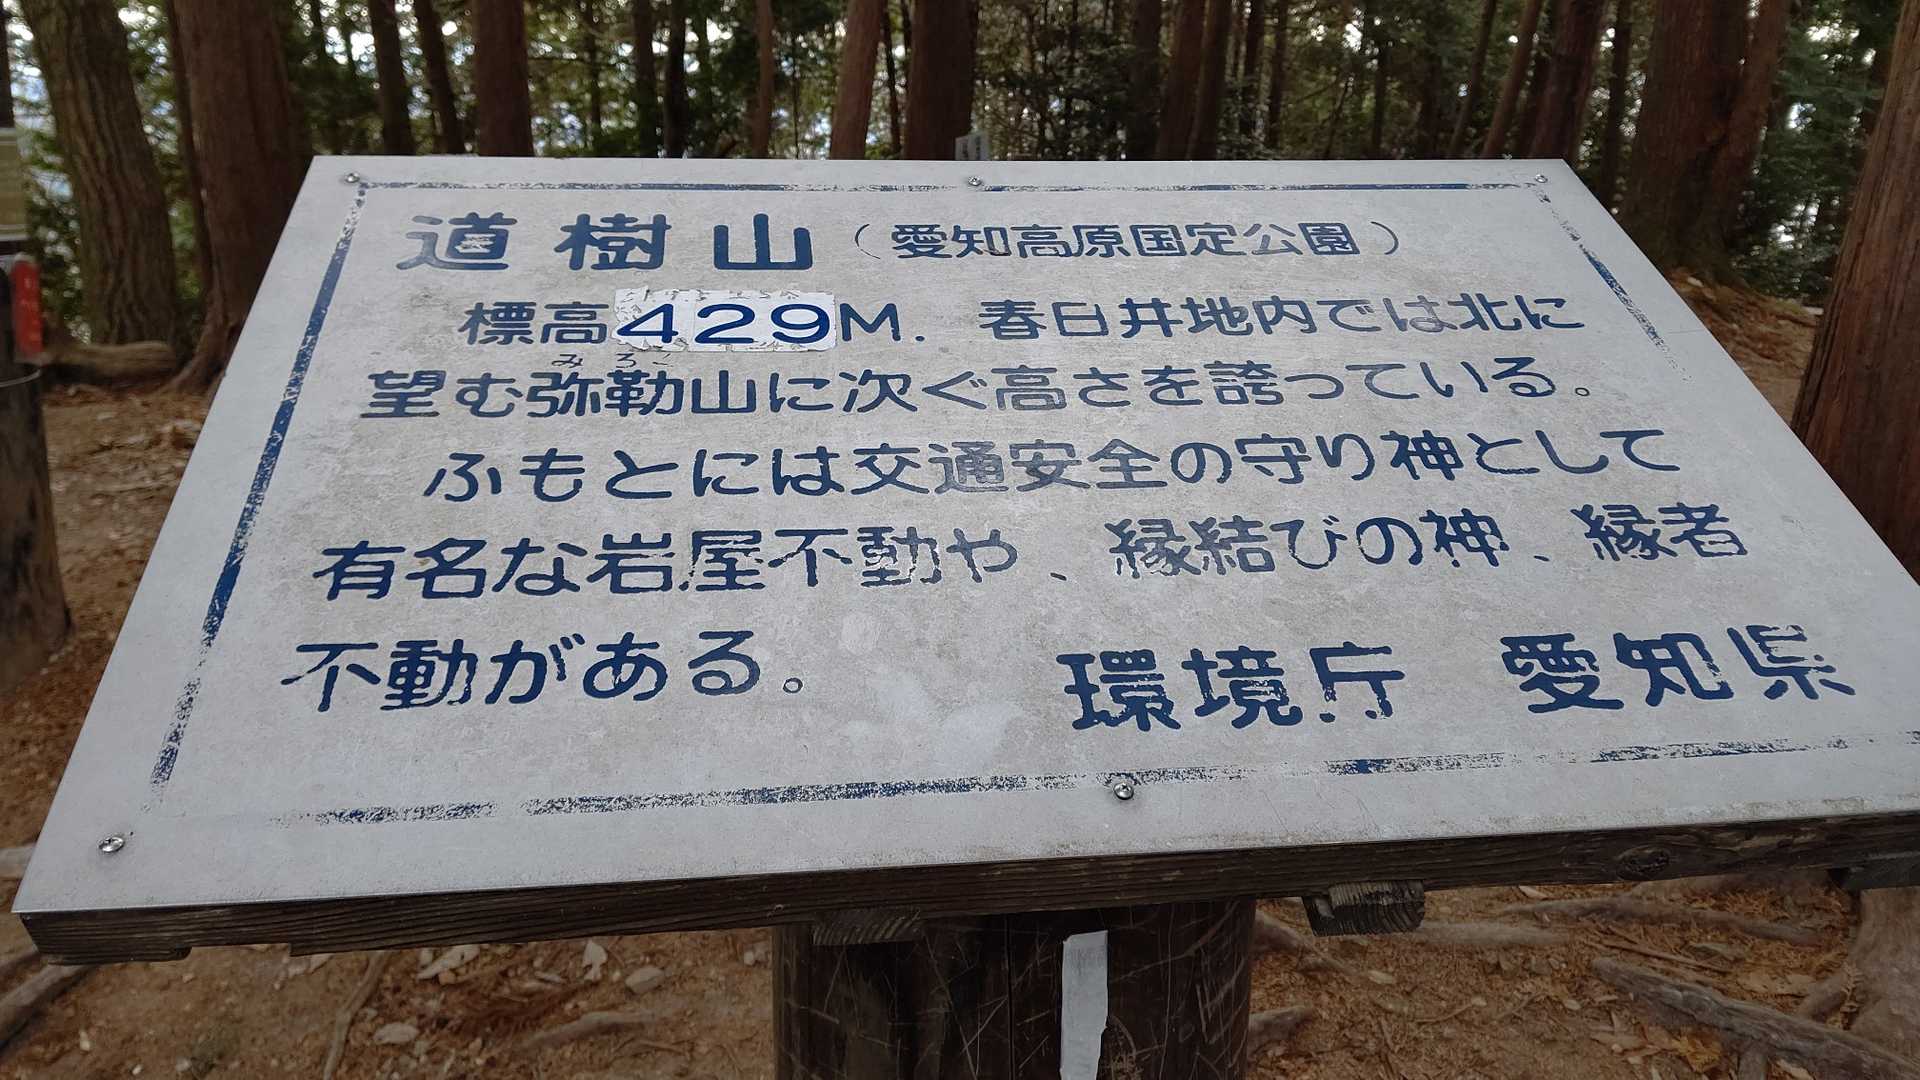 道樹山（愛知高原国定公園）
標高429M. 春日井地内では北に
みろく
望む弥勒山に次ぐ高さを誇っている。
ふもとには交通安全の守り神として
有名な岩屋不動や、縁結びの神、縁者
不動がある。
環境庁 愛知県